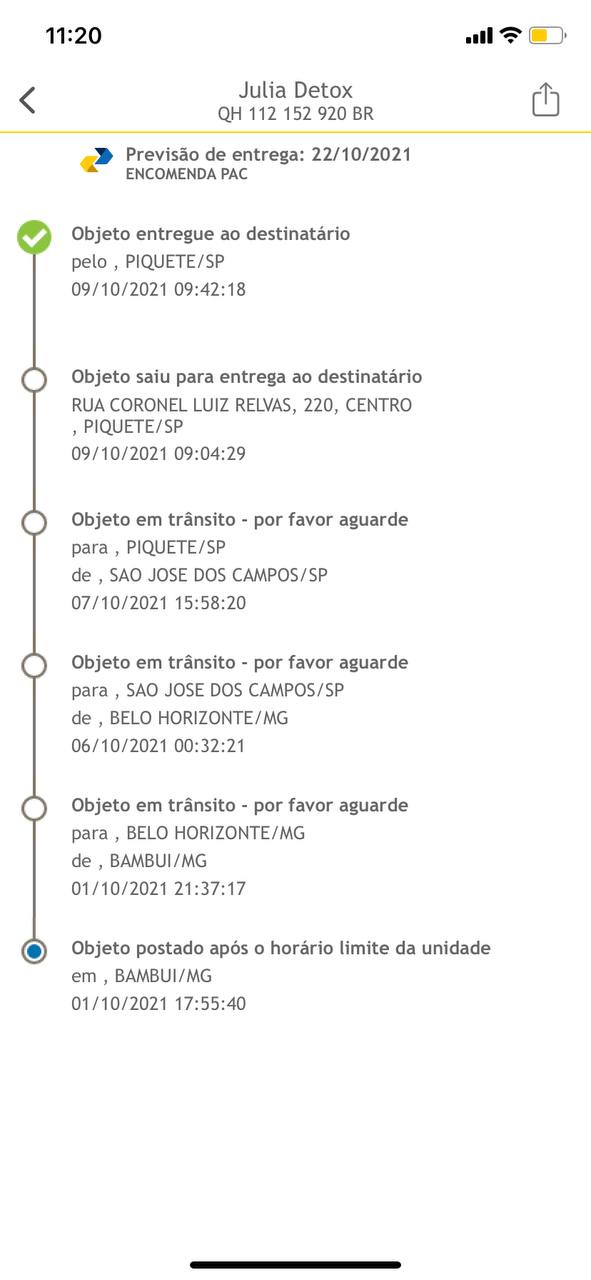 11:20
Julia Detox
QH 112 152 920 BR
Previsão de entrega: 22/10/2021
ENCOMENDA PAC
Objeto entregue ao destinatário
pelo , PIQUETE/SP
09/10/2021 09:42:18
Objeto saiu para entrega ao destinatário
RUA CORONEL LUIZ RELVAS, 220, CENTRO
, PIQUETE/SP
09/10/2021 09:04:29
Objeto em trânsito - por favor aguarde
para , PIQUETE/SP
de , SAO JOSE DOS CAMPOS/SP
07/10/2021 15:58:20
Objeto em trânsito - por favor aguarde
para , SAO JOSE DOS CAMPOS/SP
de , BELO HORIZONTE/MG
06/10/2021 00:32:21
Objeto em trânsito - por favor aguarde
para , BELO HORIZONTE/MG
de , BAMBUI/MG
01/10/2021 21:37:17
Objeto postado após o horário limite da unidade
em , BAMBUI/MG
01/10/2021 17:55:40